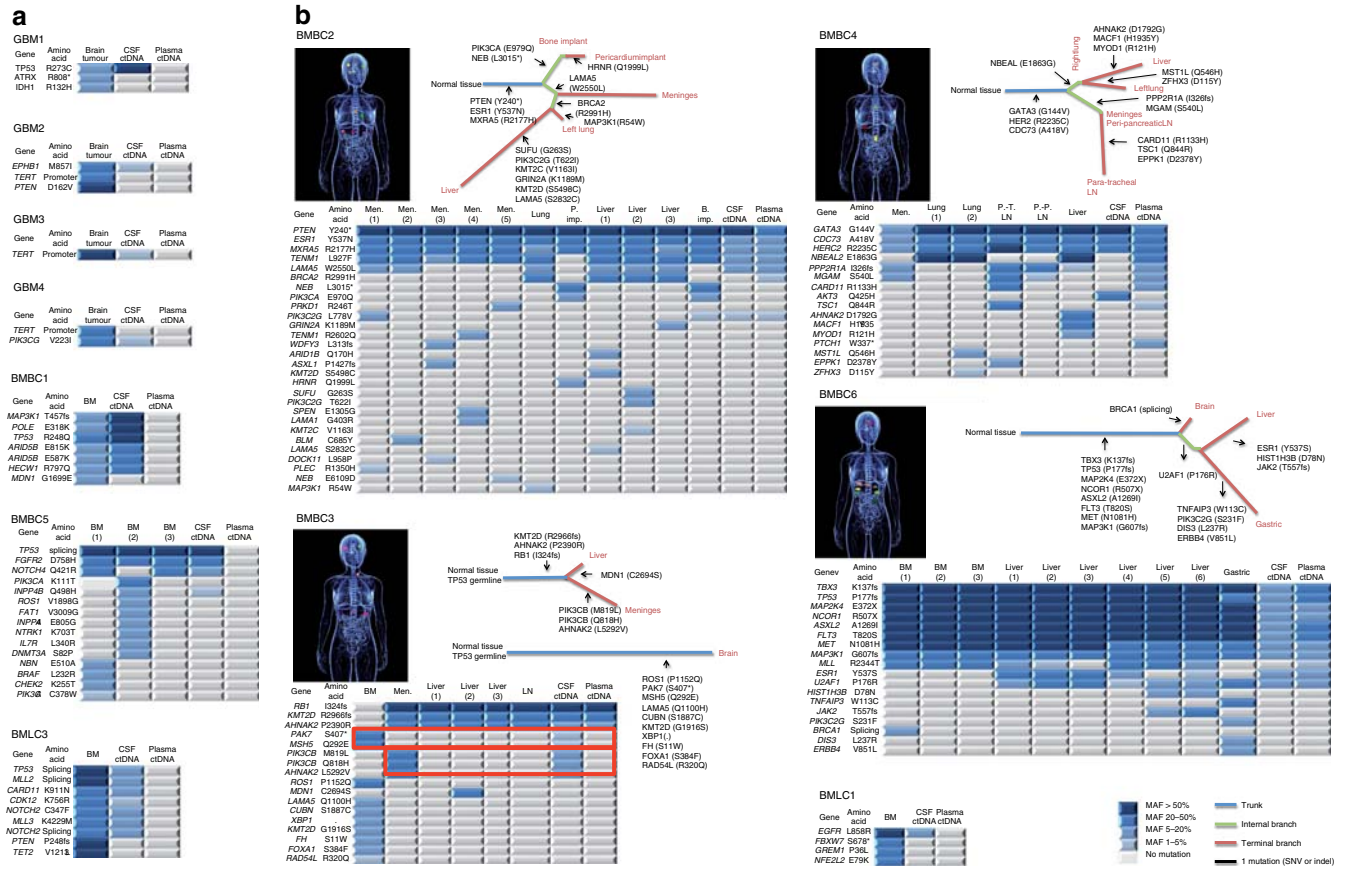 a
GBM1
Gene Amino acid Brain tumour CSF ctDNA Plasma ctDNA
TP53 R273C
ATRX R808*
IDH1 R132H
GBM2
Gene Amino acid Brain tumour CSF ctDNA Plasma ctDNA
EPHB1 M857I
TERT Promoter
PTEN D162V
GBM3
Gene Amino acid Brain tumour CSF ctDNA Plasma ctDNA
TERT Promoter
GBM4
Gene Amino acid Brain tumour CSF ctDNA Plasma ctDNA
TERT Promoter
PIK3CG V223I
BMBC1
Gene Amino acid BM CSF ctDNA Plasma ctDNA
MAP3K1 T457fs
POLE E318K
TP53 R248Q
ARID5B E815K
ARID5B E587K
HECW1 R797Q
MDN1 G1699E
BMBC5
Gene Amino acid BM (1) BM (2) BM (3) CSF ctDNA Plasma ctDNA
TP53 splicing
FGFR2 D758H
NOTCH4 Q421R
PIK3CA K111T
INPP4B Q498H
ROS1 V1898G
FAT1 V3009G
E805G
NTRK1 K703T
IL7R L340R
DNMT3A S82P
NBN E510A
BRAF L232R
CHEK2 K255T
C378W
BMLC3
Gene Amino acid BM CSF ctDNA Plasma ctDNA
TP53 Splicing
MLL2 Splicing
CARD11 K911N
CDK12 K756R
NOTCH2 C347F
MLL3 K4229M
NOTCH2 Splicing
PTEN P248fs
TET2
b
BMBC2
Bone implant
PIK3CA (E979Q)
NEB (L3015*)
Pericardiumimplant
HRNR (Q1999L)
Normal tissue
LAMA5
(W2550L)
Meninges
PTEN (Y240*)
ESR1 (Y537N)
MXRA5 (R2177H)
BRCA2
(R2991H)
MAP3K1(R54W)
Left lung
SUFU (G263S)
PIK3C2G (T622I)
KMT2C (V1163I)
GRIN2A (K1189M)
KMT2D (S5498C)
LAMA5 (S2832C)
Liver
Gene Amino acid Men. (1) Men. (2) Men. (3) Men. (4) Men. (5) Lung P. imp. Liver (1) Liver (2) Liver (3) B. imp. CSF ctDNA Plasma ctDNA
PTEN Y240*
ESR1 Y537N
MXRA5 R2177H
TENM1 L927F
LAMA5 W2550L
BRCA2 R2991H
NEB L3015*
PIK3CA E970Q
PRKD1 R246T
PIK3C2G L778V
GRIN2A K1189M
TENM1 R2602Q
WDFY3 L313fs
ARID1B Q170H
ASXL1 P1427fs
KMT2D S5498C
HRNR Q1999L
SUFU G263S
PIK3C2G T622I
SPEN E1305G
LAMA1 G403R
KMT2C V1163I
BLM C685Y
LAMA5 S2832C
DOCK11 L958P
PLEC R1350H
NEB E6109D
MAP3K1 R54W
BMBC3
KMT2D (R2966fs)
AHNAK2 (P2390R)
RB1 (I324fs)
Liver
Normal tissue
TP53 germline
MDN1 (C2694S)
PIK3CB (M819L)
PIK3CB (Q818H)
AHNAK2 (L5292V)
Meninges
Normal tissue
TP53 germline
Brain
ROS1 (P1152Q)
PAK7 (S407*)
MSH5 (Q292E)
LAMA5 (Q1100H)
CUBN (S1887C)
KMT2D (G1916S)
XBP1(.)
FH (S11W)
FOXA1 (S384F)
RAD54L (R320Q)
Gene Amino acid BM Men. Liver (1) Liver (2) Liver (3) LN CSF ctDNA Plasma ctDNA
RB1 I324fs
KMT2D R2966fs
AHNAK2 P2390R
PAK7 S407*
MSH5 Q292E
PIK3CB M819L
PIK3CB Q818H
AHNAK2 L5292V
ROS1 P1152Q
MDN1 C2694S
LAMA5 Q1100H
CUBN S1887C
XBP1 .
KMT2D G1916S
FH S11W
FOXA1 S384F
RAD54L R320Q
BMBC4
AHNAK2 (D1792G)
MACF1 (H1935Y)
MYOD1 (R121H)
Rightlung
NBEAL (E1863G)
Liver
MST1L (Q546H)
ZFHX3 (D115Y)
Normal tissue
Leftlung
PPP2R1A (I326fs)
MGAM (S540L)
GATA3 (G144V)
HER2 (R2235C)
CDC73 (A418V)
Meninges
Peri-pancreaticLN
CARD11 (R1133H)
TSC1 (Q844R)
EPPK1 (D2378Y)
Para-tracheal
LN
Gene Amino acid Men. Lung (1) Lung (2) P.-T. LN P.-P. LN Liver CSF ctDNA Plasma ctDNA
GATA3 G144V
CDC73 A418V
HERC2 R2235C
NBEAL2 E1863G
PPP2R1A I326fs
MGAM S540L
CARD11 R1133H
AKT3 Q425H
TSC1 Q844R
AHNAK2 D1792G
MACF1
MYOD1 R121H
PTCH1 W337*
MST1L Q546H
EPPK1 D2378Y
ZFHX3 D115Y
BMBC6
BRCA1 (splicing)
Brain
Liver
Normal tissue
TBX3 (K137fs)
TP53 (P177fs)
MAP2K4 (E372X)
NCOR1 (R507X)
ASXL2 (A1269I)
FLT3 (T820S)
MET (N1081H)
MAP3K1 (G607fs)
ESR1 (Y537S)
HIST1H3B (D78N)
JAK2 (T557fs)
U2AF1 (P176R)
TNFAIP3 (W113C)
PIK3C2G (S231F)
DIS3 (L237R)
ERBB4 (V851L)
Gastric
Genev Amino acid BM (1) BM (2) BM (3) Liver (1) Liver (2) Liver (3) Liver (4) Liver (5) Liver (6) Gastric CSF ctDNA Plasma ctDNA
TBX3 K137fs
TP53 P177fs
MAP2K4 E372X
NCOR1 R507X
ASXL2 A1269I
FLT3 T820S
MET N1081H
MAP3K1 G607fs
MLL R2344T
ESR1 Y537S
U2AF1 P176R
HIST1H3B D78N
TNFAIP3 W113C
JAK2 T557fs
PIK3C2G S231F
BRCA1 Splicing
DIS3 L237R
ERBB4 V851L
BMLC1
Gene Amino acid BM CSF ctDNA Plasma ctDNA
EGFR L858R
FBXW7 S678*
GREM1 P36L
NFE2L2 E79K
MAF > 50%
MAF 20–50%
MAF 5–20%
MAF 1–5%
No mutation
Trunk
Internal branch
Terminal branch
1 mutation (SNV or indel)